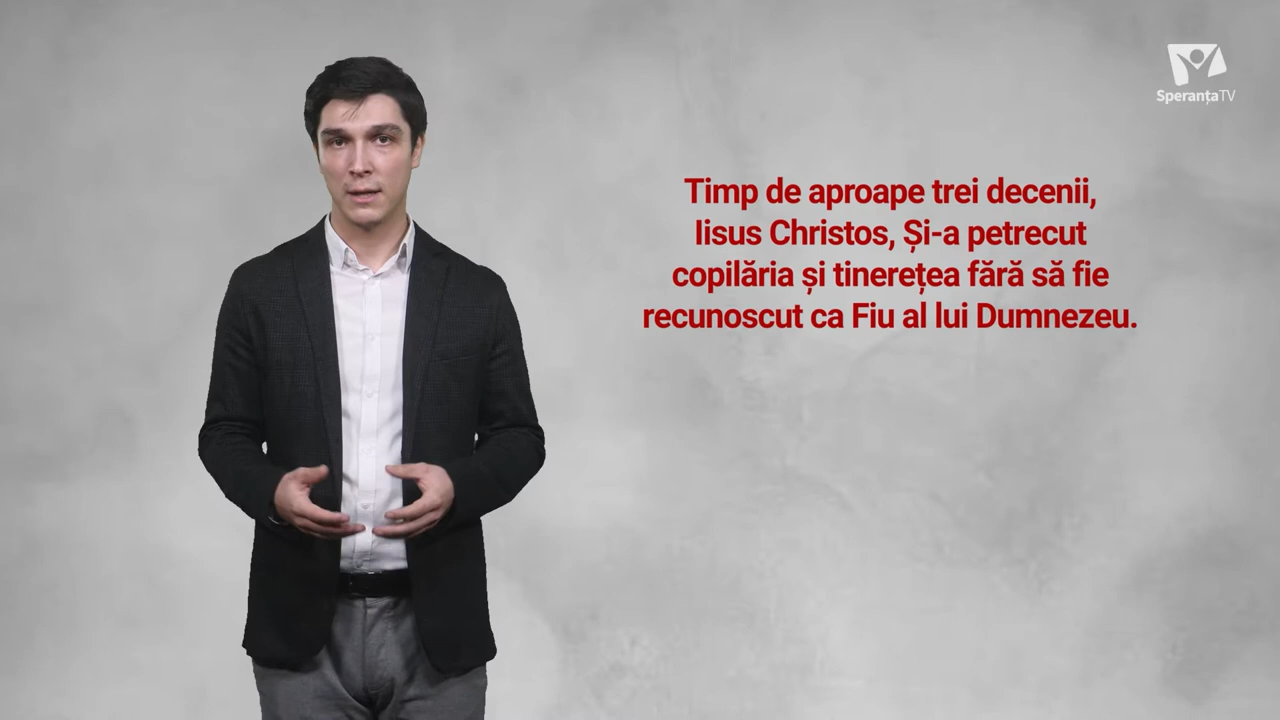 SperanțaTV
Timp de aproape trei decenii,
Iisus Christos, Și-a petrecut
copilăria și tinerețea fără să fie
recunoscut ca Fiu al lui Dumnezeu.